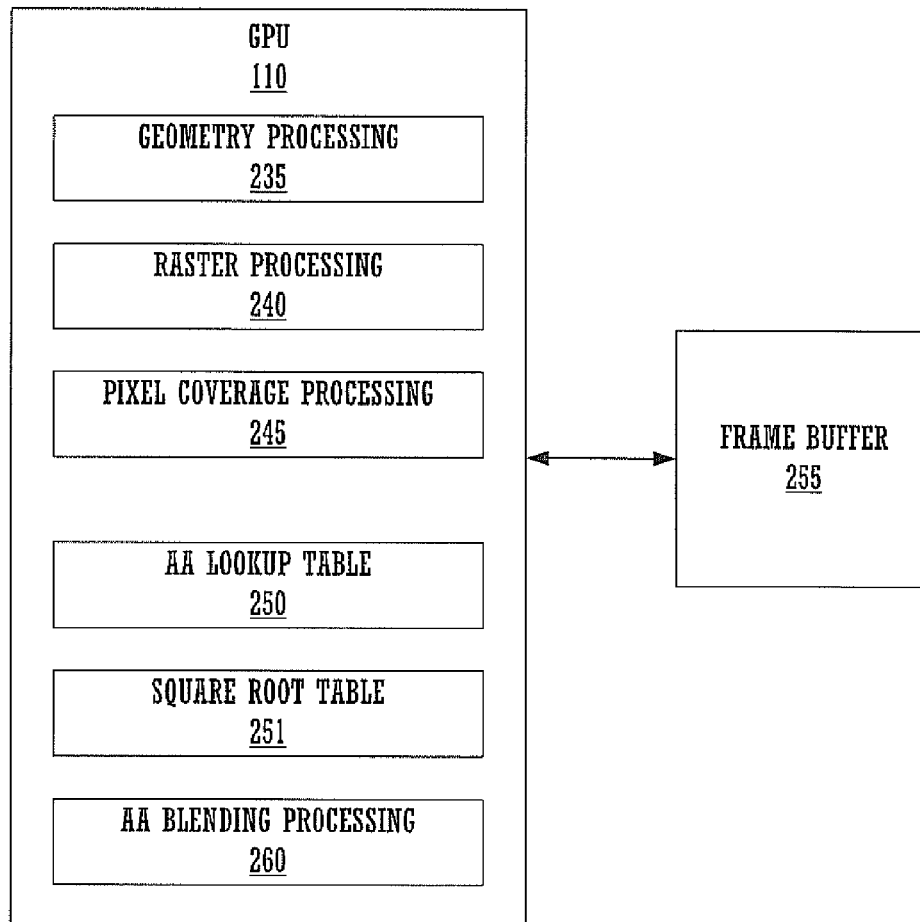 GPU
110
GEOMETRY PROCESSING
235
RASTER PROCESSING
240
PIXEL COVERAGE PROCESSING
245
AA LOOKUP TABLE
250
SQUARE ROOT TABLE
251
AA BLENDING PROCESSING
260
FRAME BUFFER
255